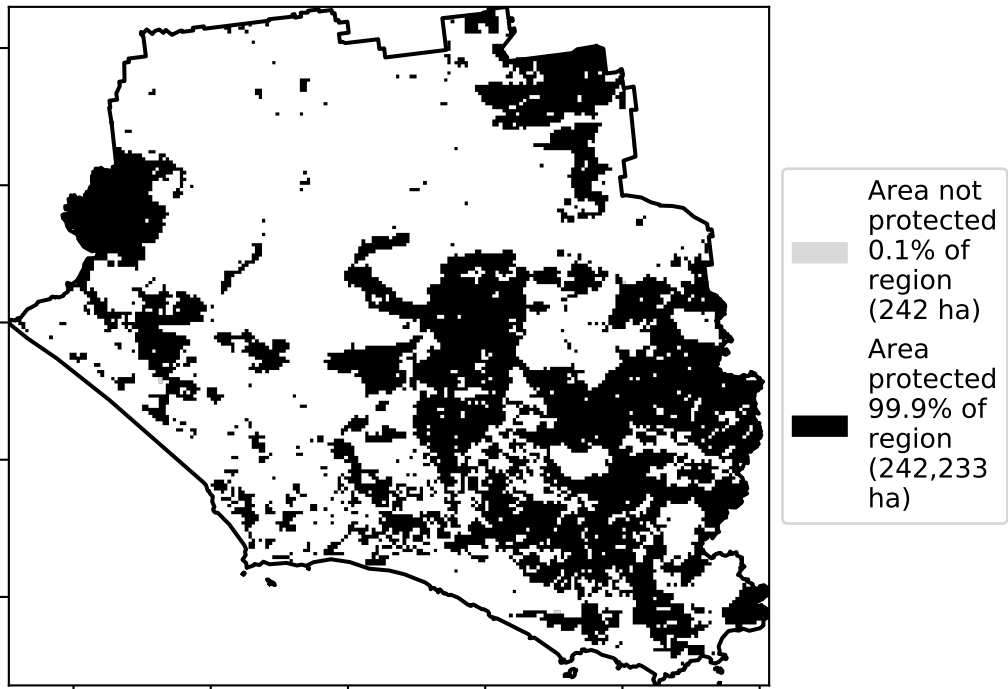 Area not
protected
0.1% of
region
(242 ha)
Area
protected
99.9% of
region
(242,233
ha)